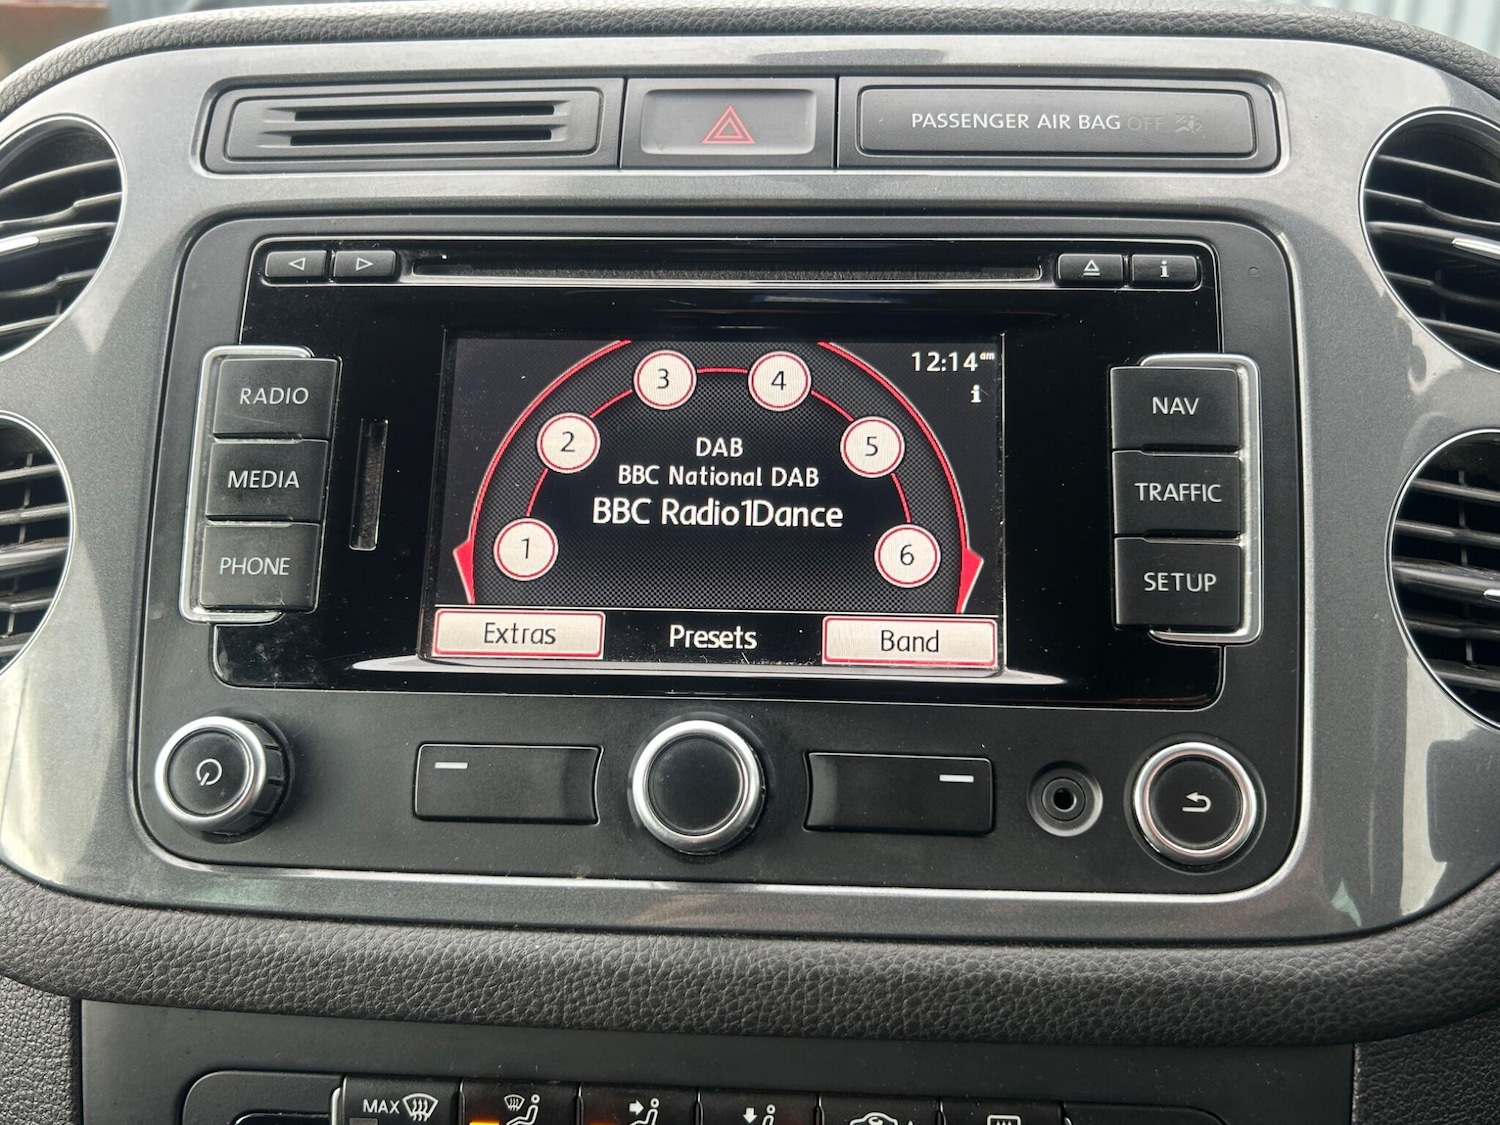 PASSENGER AIR BAG OFF
i
RADIO
MEDIA
PHONE
3
4
12:14am
i
2
5
DAB
BBC National DAB
BBC Radio1Dance
1
6
Extras
Presets
Band
NAV
TRAFFIC
SETUP
MAX